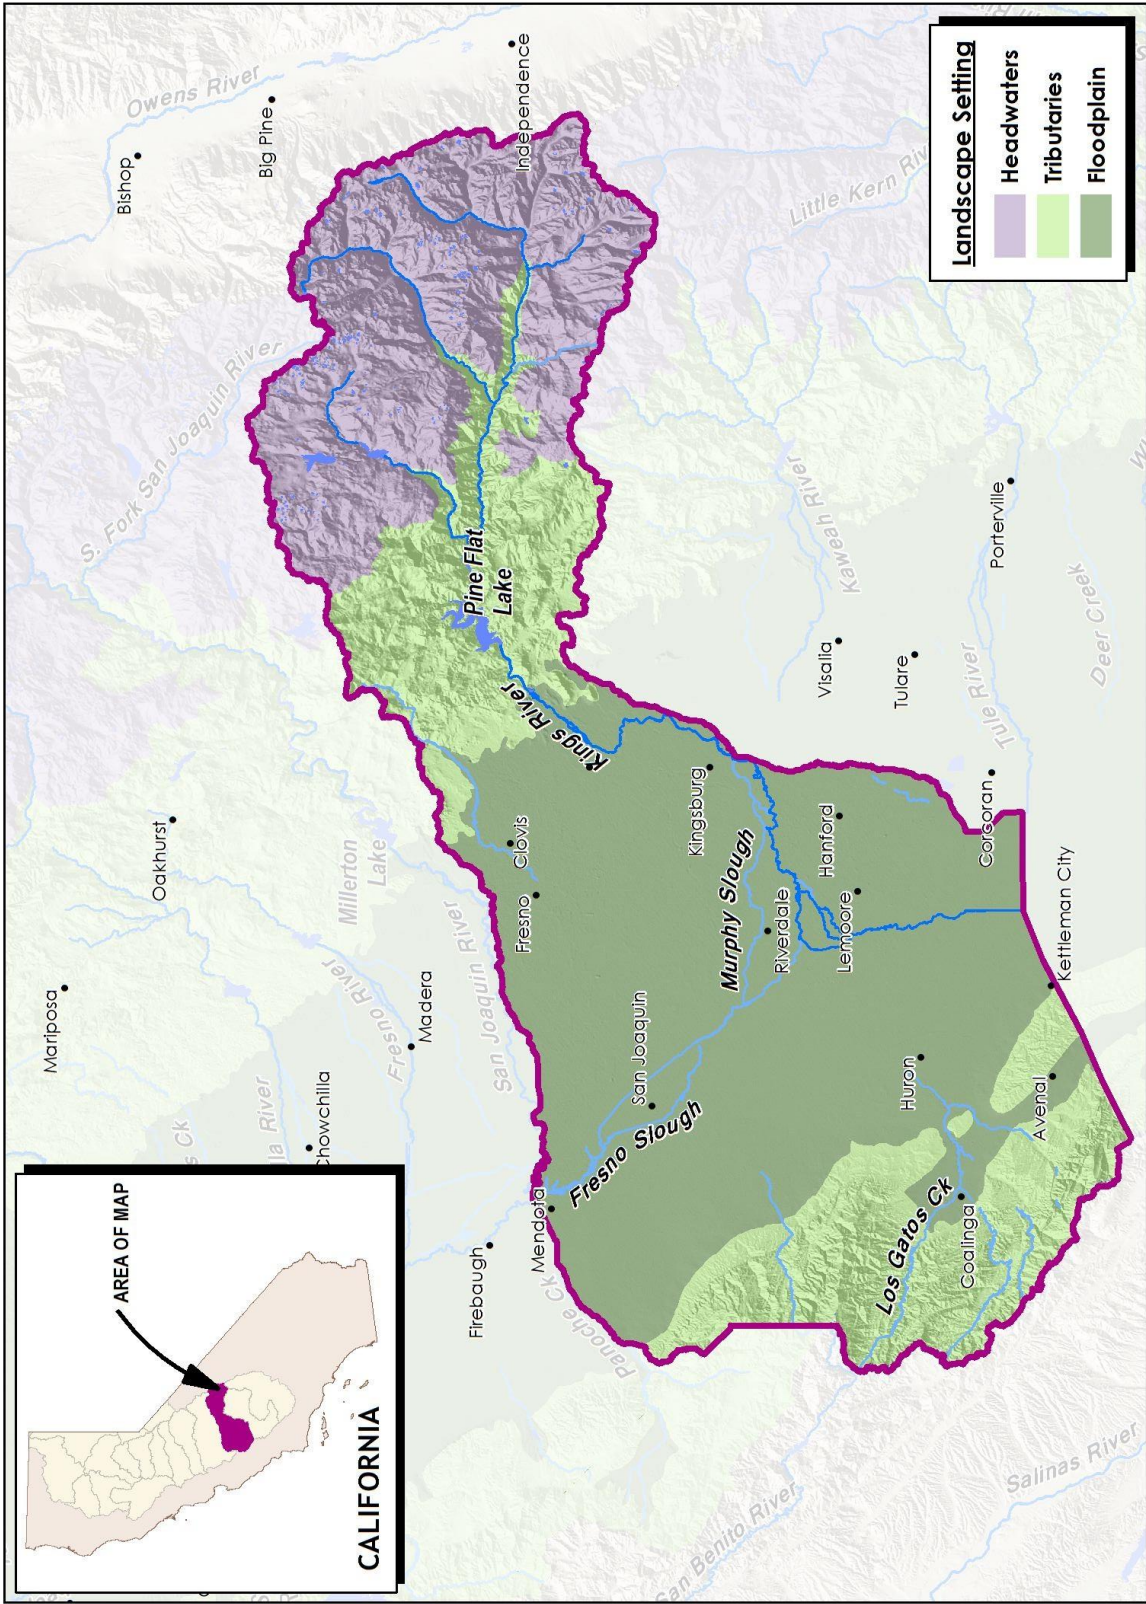 AREA OF MAP
CALIFORNIA
Mariposa
Oakhurst
Bishop
Owens River
Big Pine
Independence
S. Fork San Joaquin River
Millerton
Lake
Fresno River
Madera
Chowchilla
San Joaquin River
Firebaugh
Mendota
Panoche Ck
Fresno Slough
San Joaquin
Fresno
Clovis
Kings River
Pine Flat
Lake
Kingsburg
Murphy Slough
Riverdale
Hanford
Lemoore
Huron
Los Gatos Ck
Coalinga
Avenal
Kettleman City
Corcoran
Visalia
Tulare
Kaweah River
Tule River
Porterville
Deer Creek
Little Kern Riv
San Benito River
Salinas River
Landscape Setting
Headwaters
Tributaries
Floodplain